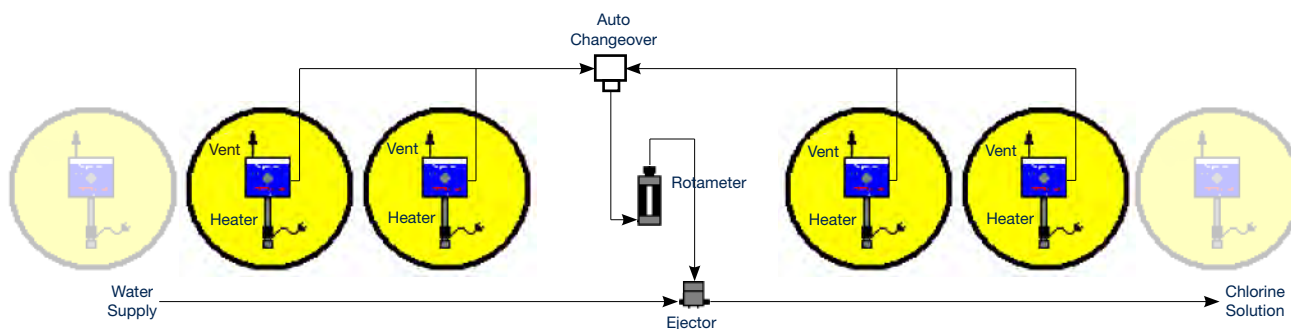 Auto
Changeover
Vent
Vent
Vent
Vent
Rotameter
Heater
Heater
Heater
Heater
Water
Supply
Ejector
Chlorine
Solution